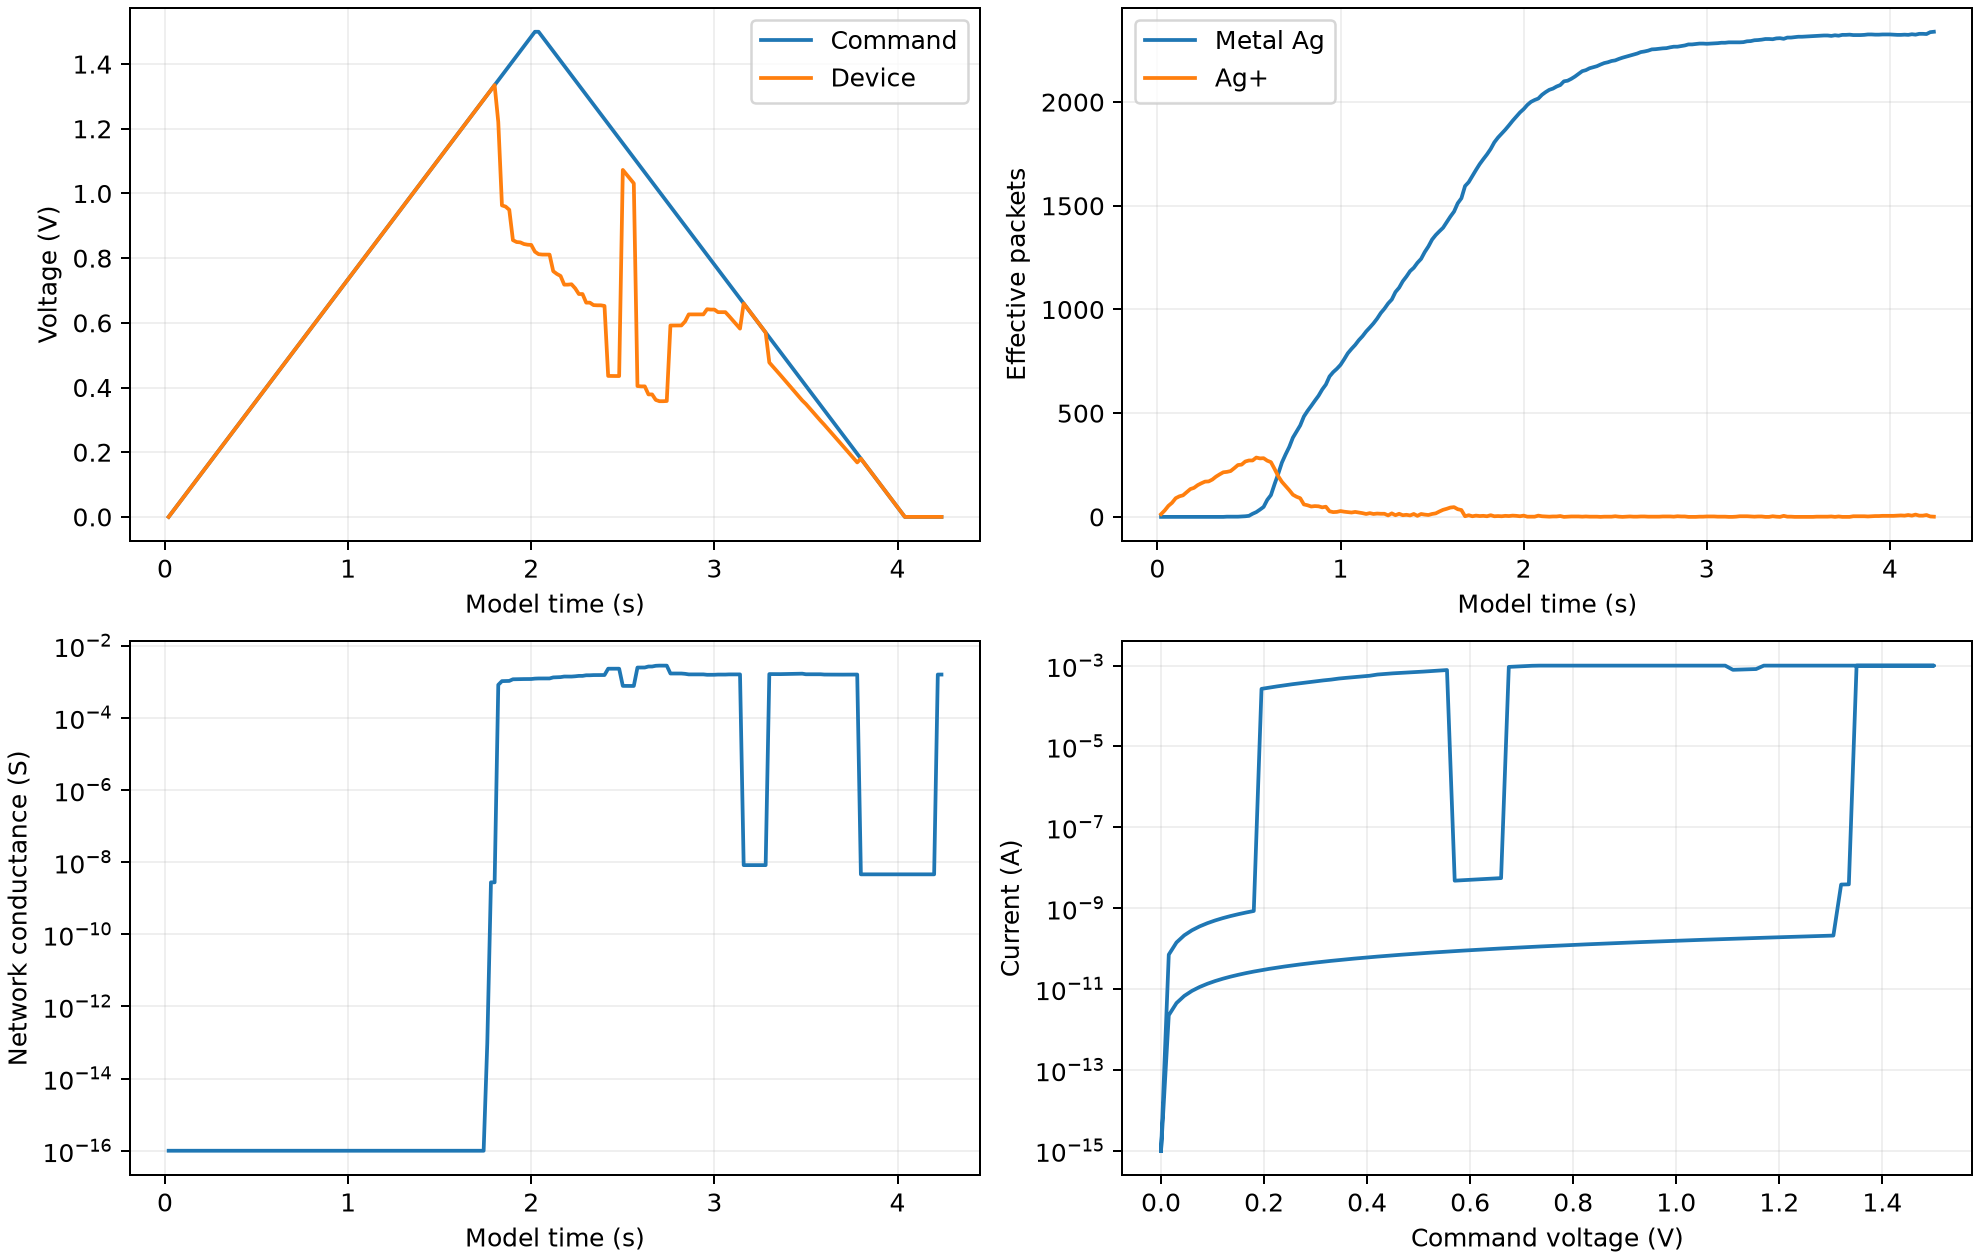 Voltage (V)
1.4
1.2
1.0
0.8
0.6
0.4
0.2
0.0
Command
Device
0 1 2 3 4
Model time (s)
Effective packets
2000
1500
1000
500
0
Metal Ag
Ag+
0 1 2 3 4
Model time (s)
Network conductance (S)
10⁻²
10⁻⁴
10⁻⁶
10⁻⁸
10⁻¹⁰
10⁻¹²
10⁻¹⁴
10⁻¹⁶
0 1 2 3 4
Model time (s)
Current (A)
10⁻³
10⁻⁵
10⁻⁷
10⁻⁹
10⁻¹¹
10⁻¹³
10⁻¹⁵
0.0 0.2 0.4 0.6 0.8 1.0 1.2 1.4
Command voltage (V)